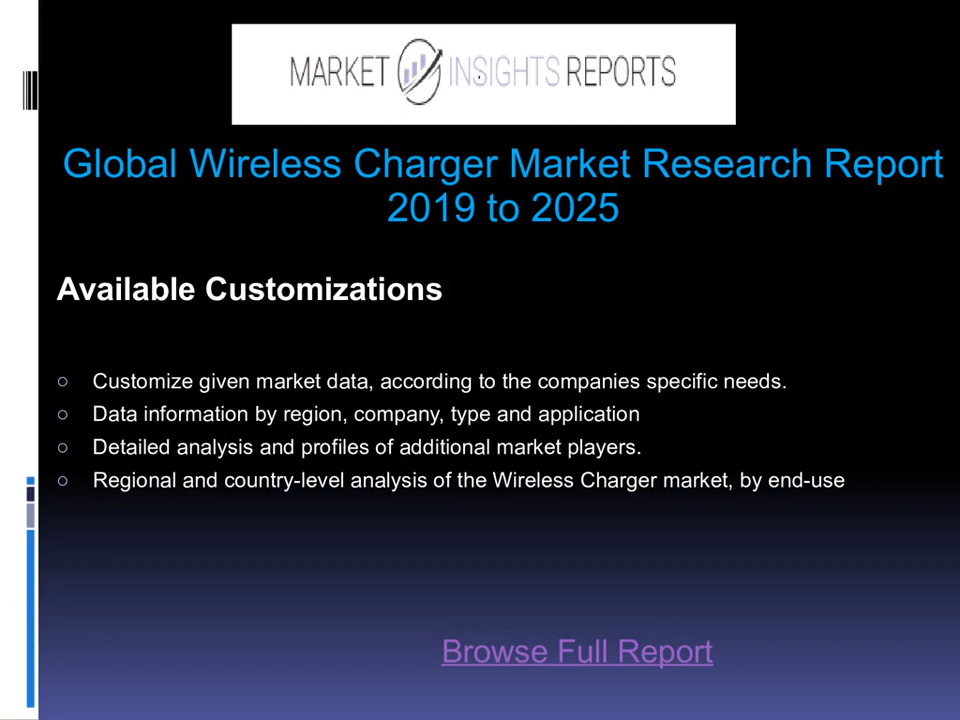 MARKET INSIGHTS REPORTS
Global Wireless Charger Market Research Report
2019 to 2025
Available Customizations
Customize given market data, according to the companies specific needs.
Data information by region, company, type and application
Detailed analysis and profiles of additional market players.
Regional and country-level analysis of the Wireless Charger market, by end-use
Browse Full Report